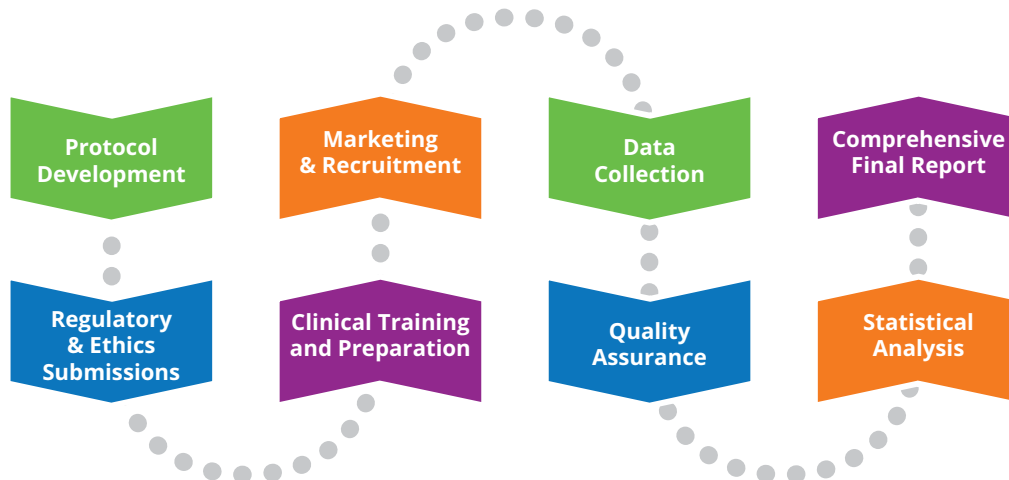 Protocol
Development
Regulatory
& Ethics
Submissions
Clinical Training
and Preparation
Marketing
& Recruitment
Data
Collection
Quality
Assurance
Statistical
Analysis
Comprehensive
Final Report